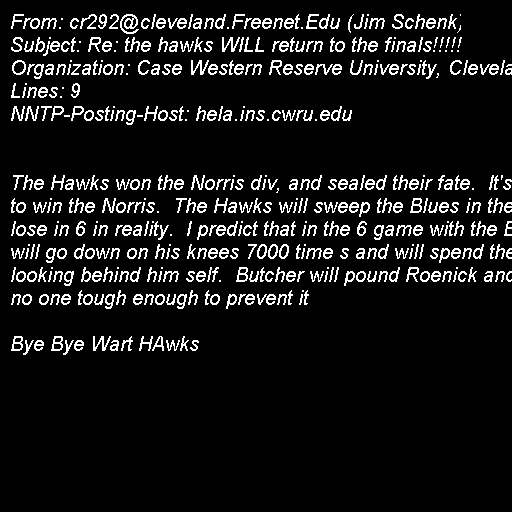 From: cr292@cleveland.Freenet.Edu (Jim Schenk)
Subject: Re: the hawks WILL return to the finals!!!!!
Organization: Case Western Reserve University,
Lines: 9
NNTP-Posting-Host: hela.ins.cwru.edu
The Hawks won the Norris div, and sealed their fate.  It's
to win the Norris.  The Hawks will sweep the Blues in the
lose in 6 in reality.  I predict that in the 6 game with the
will go down on his knees 7000 time s and will spend the
looking behind him self.  Butcher will pound Roenick and
no one tough enough to prevent it
Bye Bye Wart HAwks